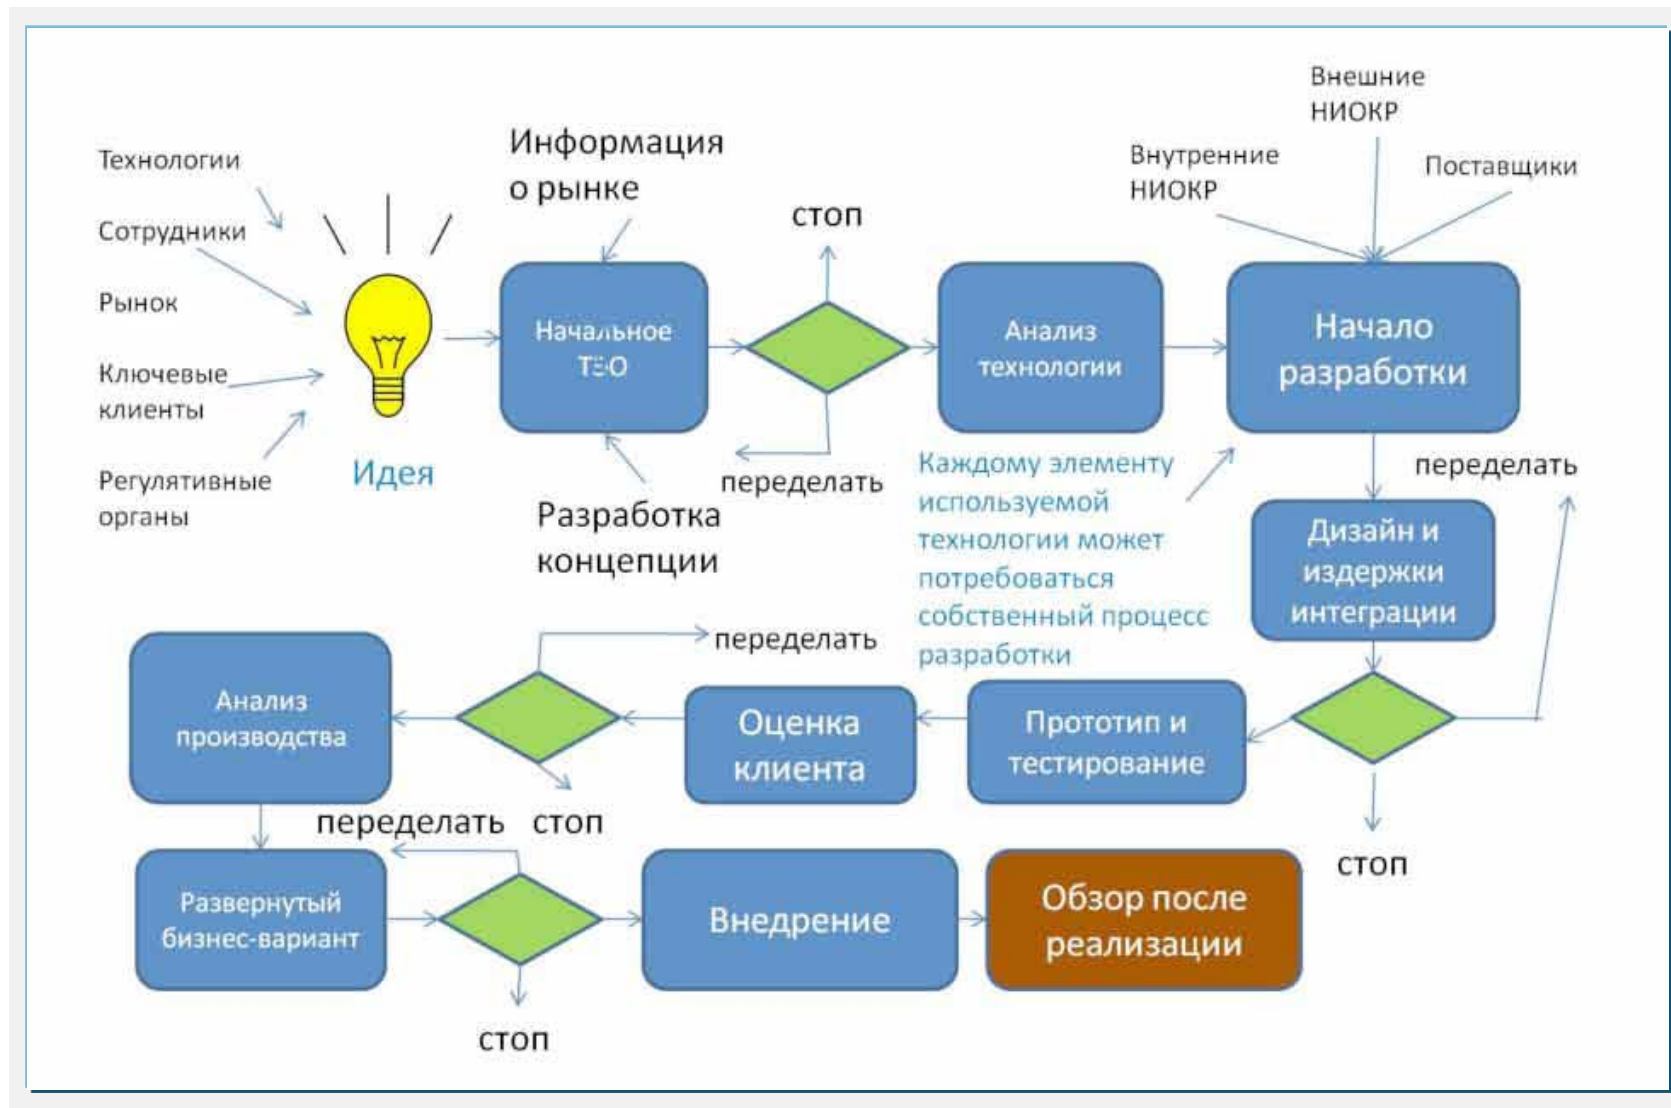 Внешние
НИОКР
Технологии
Информация
о рынке
Внутренние
НИОКР
Поставщики
Сотрудники
стоп
Рынок
Начальное
ТЭО
Анализ
технологии
Начало
разработки
Ключевые
клиенты
Идея
Регулятивные
органы
Разработка
концепции
переделать
Каждому элементу
используемой
технологии может
потребоваться
собственный процесс
разработки
переделать
Дизайн и
издержки
интеграции
переделать
Анализ
производства
Оценка
клиента
Прототип и
тестирование
переделать
стоп
стоп
Развернутый
бизнес-вариант
Внедрение
Обзор после
реализации
стоп